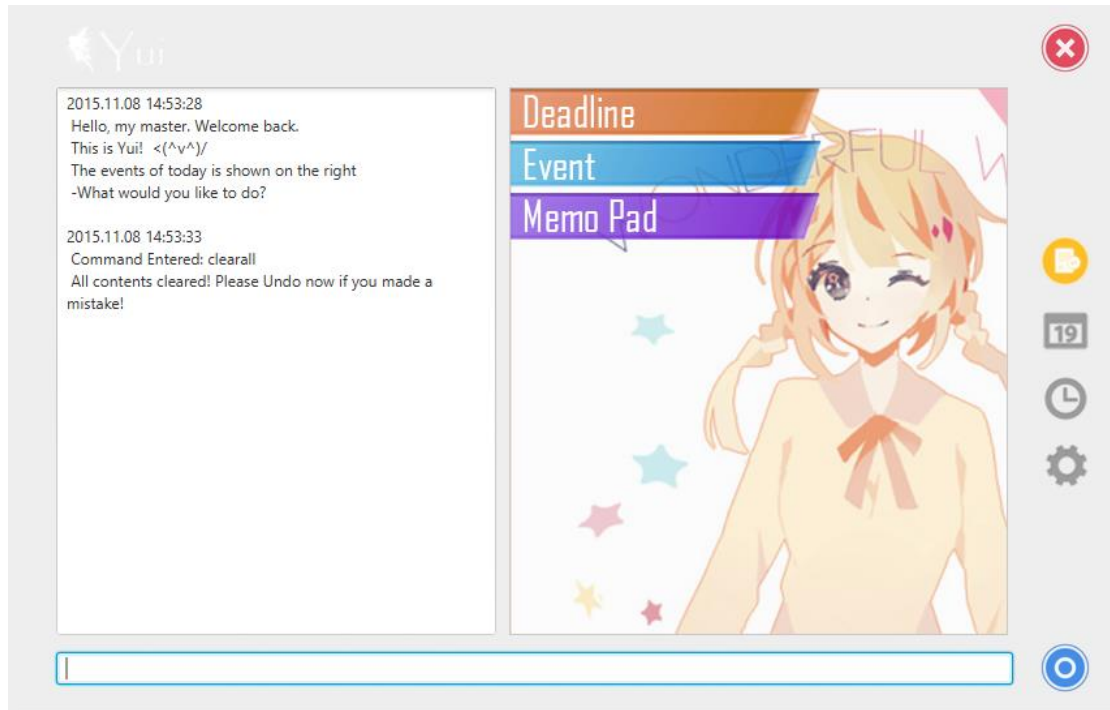 Yui
2015.11.08 14:53:28
Hello, my master. Welcome back.
This is Yui!  <(^v^)/
The events of today is shown on the right
-What would you like to do?
2015.11.08 14:53:33
Command Entered: clearall
All contents cleared! Please Undo now if you made a
mistake!
Deadline
WONDERFUL W
Event
Memo Pad
19